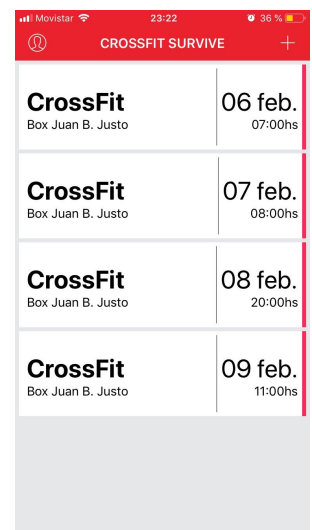 Movistar 23:22 36 %
CROSSFIT SURVIVE +
CrossFit 06 feb.
Box Juan B. Justo 07:00hs
CrossFit 07 feb.
Box Juan B. Justo 08:00hs
CrossFit 08 feb.
Box Juan B. Justo 20:00hs
CrossFit 09 feb.
Box Juan B. Justo 11:00hs